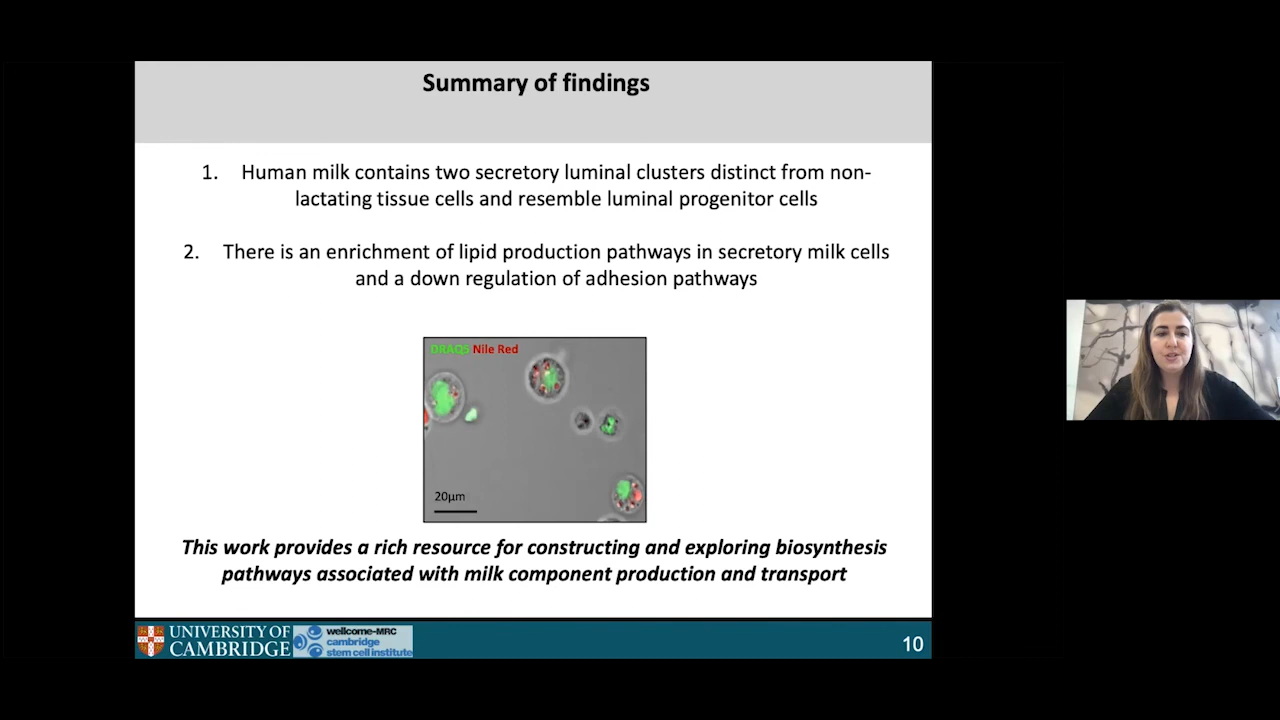 Summary of findings
1. Human milk contains two secretory luminal clusters distinct from non-
lactating tissue cells and resemble luminal progenitor cells
2. There is an enrichment of lipid production pathways in secretory milk cells
and a down regulation of adhesion pathways
DRAQ5 Nile Red
20µm
This work provides a rich resource for constructing and exploring biosynthesis
pathways associated with milk component production and transport
UNIVERSITY OF
CAMBRIDGE
wellcome-MRC
cambridge
stem cell institute
10